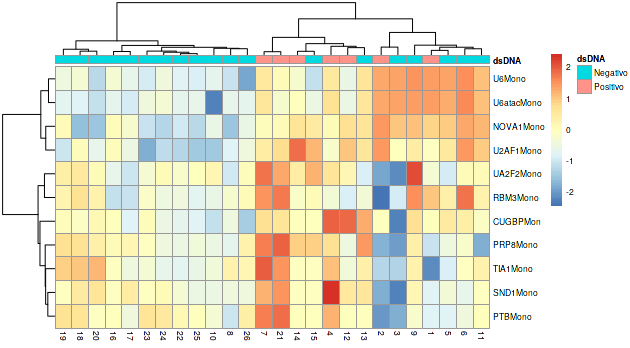 dsDNA
U6Mono
U6atacMono
NOVA1Mono
U2AF1Mono
UA2F2Mono
RBM3Mono
CUGBPMon
PRP8Mono
TIA1Mono
SND1Mono
PTBMono
19 18 20 16 17 23 24 22 25 10 8 26 7 21 14 15 4 12 13 2 3 9 1 5 6 11
2
1
0
-1
-2
dsDNA
Negativo
Positivo